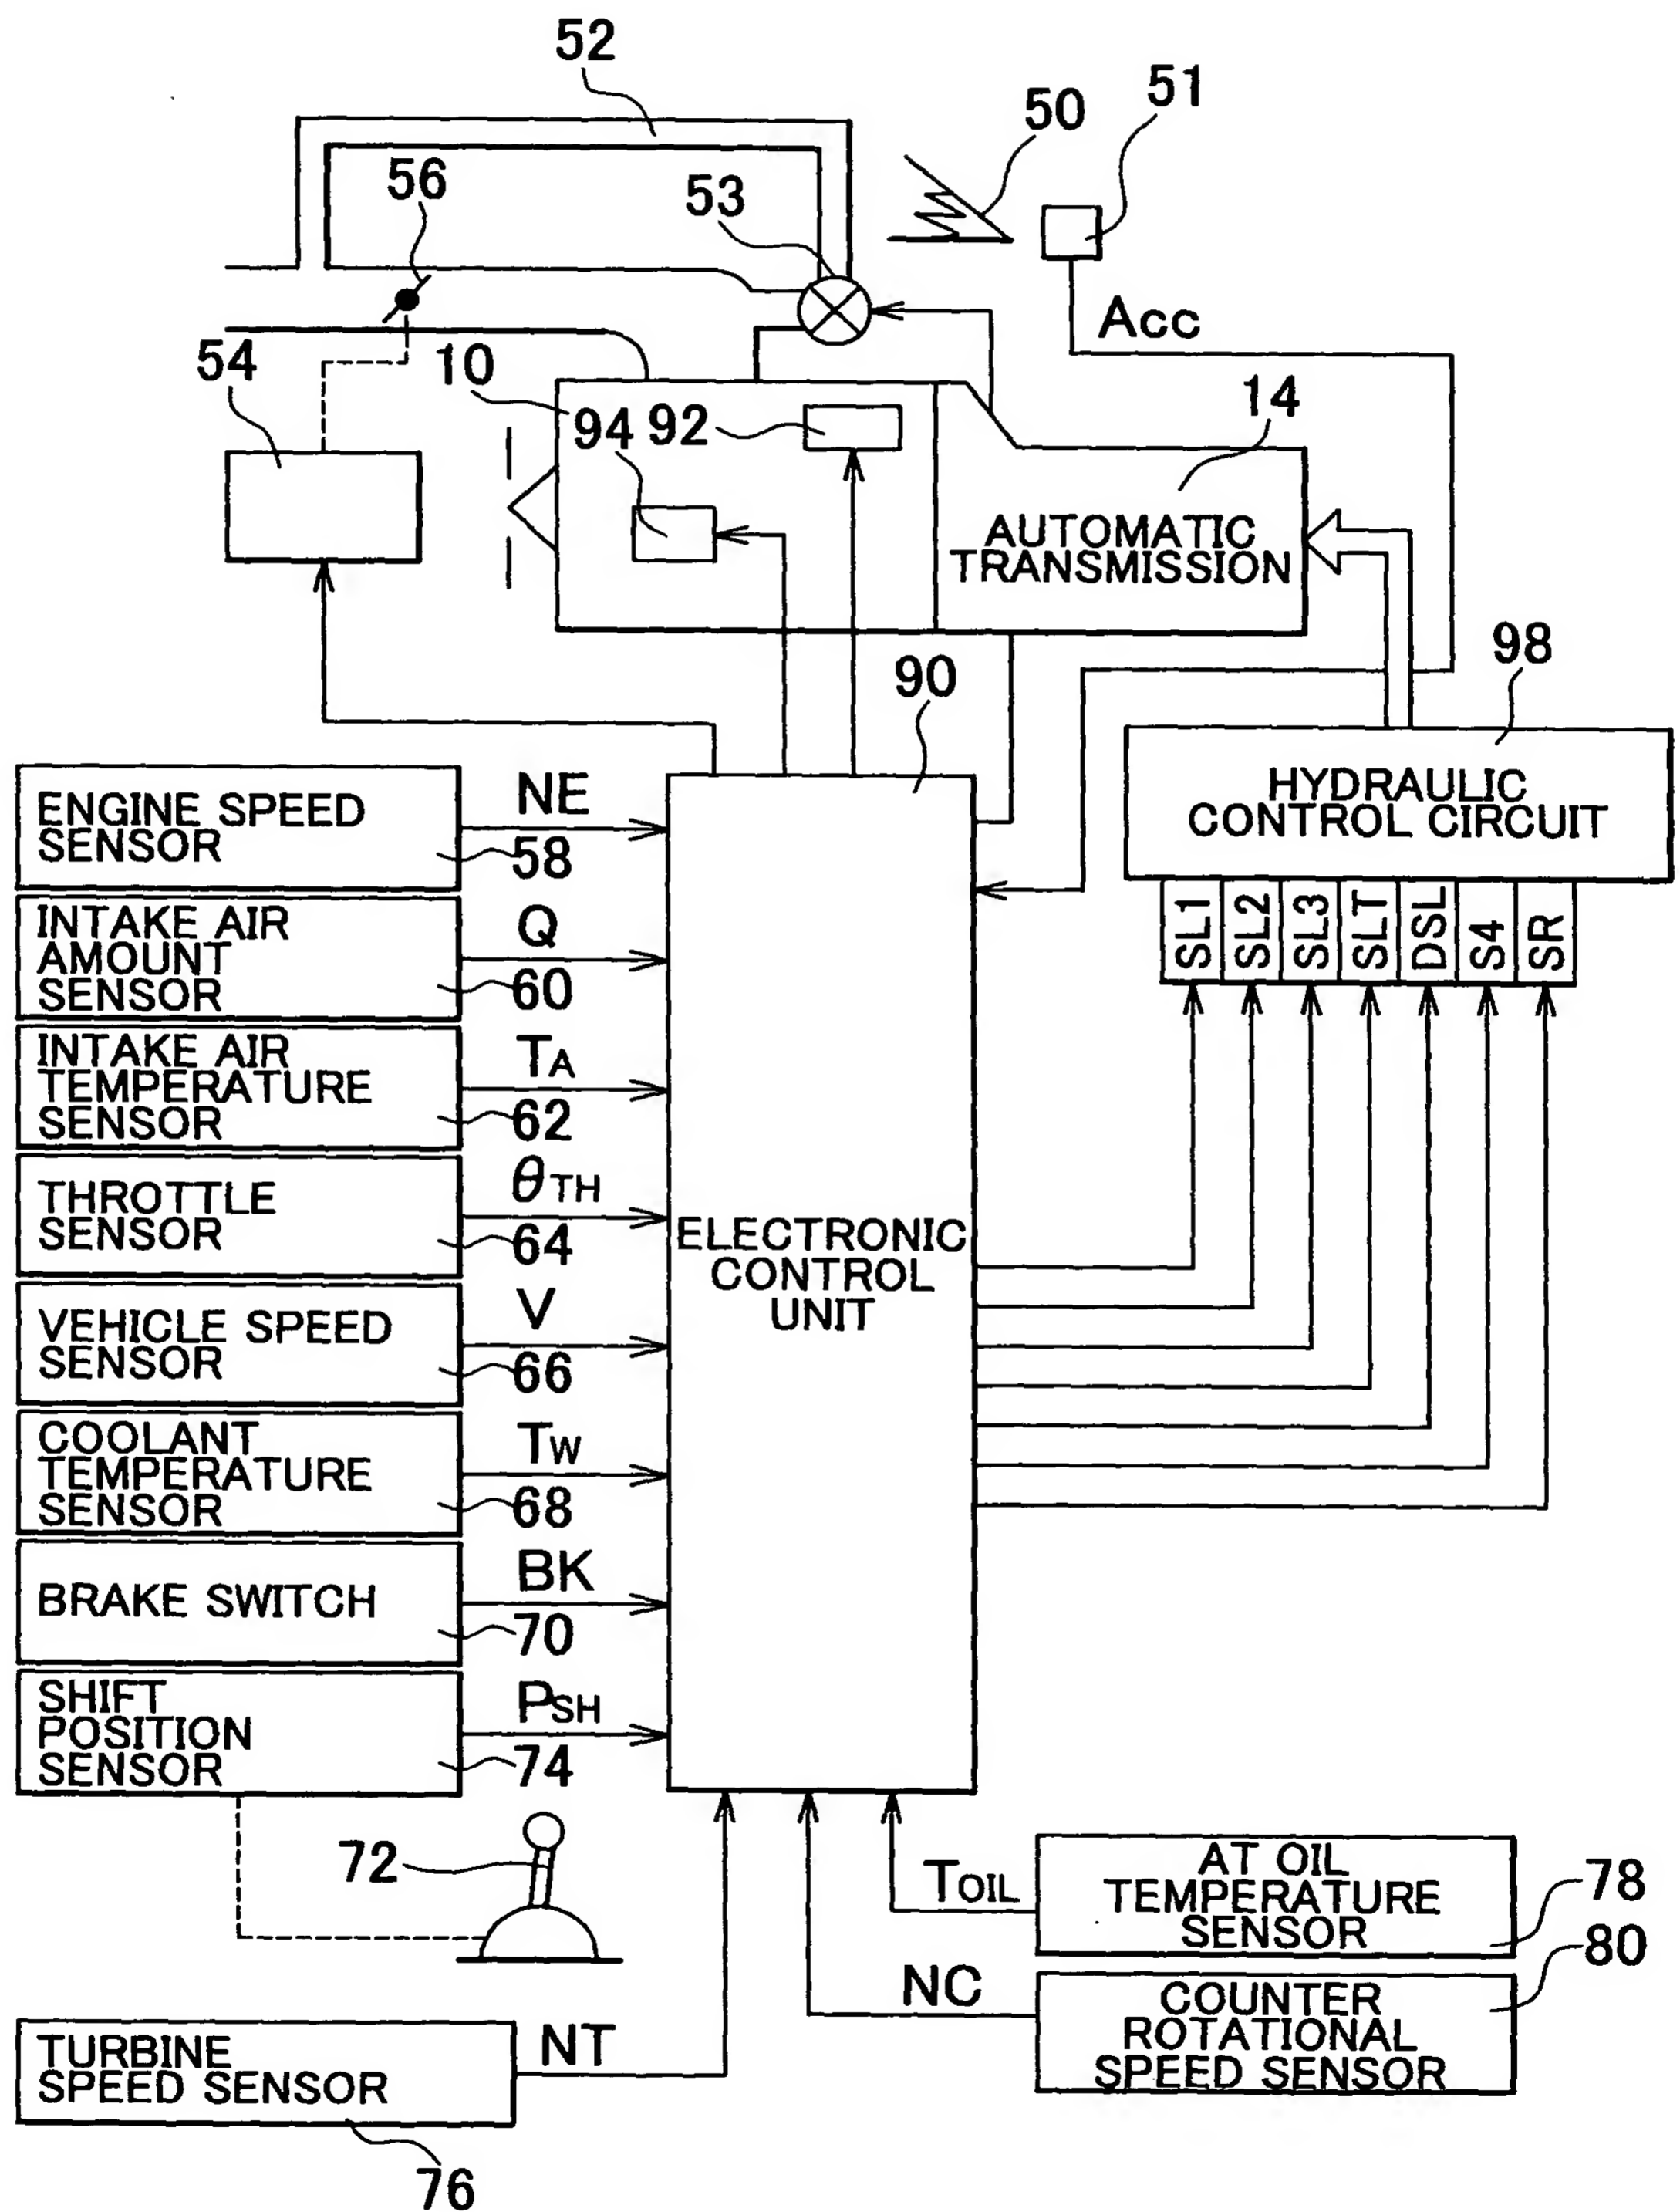 52
51
50
56
53
Acc
54
10
14
94
92
AUTOMATIC
TRANSMISSION
98
90
HYDRAULIC
CONTROL CIRCUIT
ENGINE SPEED
SENSOR
NE
58
SL1
SL2
SL3
SLT
DSL
S4
SR
INTAKE AIR
AMOUNT
SENSOR
Q
60
INTAKE AIR
TEMPERATURE
SENSOR
TA
62
THROTTLE
SENSOR
θTH
64
ELECTRONIC
CONTROL
UNIT
VEHICLE SPEED
SENSOR
V
66
COOLANT
TEMPERATURE
SENSOR
TW
68
BRAKE SWITCH
BK
70
SHIFT
POSITION
SENSOR
PSH
74
72
TOIL
AT OIL
TEMPERATURE
SENSOR
78
80
NC
COUNTER
ROTATIONAL
SPEED SENSOR
TURBINE
SPEED SENSOR
NT
76